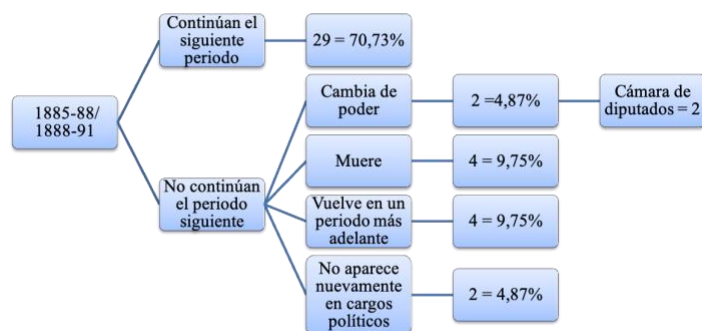 Continúan el
siguiente
periodo
29 = 70,73%
1885-88/
1888-91
No continúan
el periodo
siguiente
Cambia de
poder
2 =4,87%
Cámara de
diputados = 2
Muere
4 = 9,75%
Vuelve en un
periodo más
adelante
4 = 9,75%
No aparece
nuevamente
en cargos
políticos
2 = 4,87%